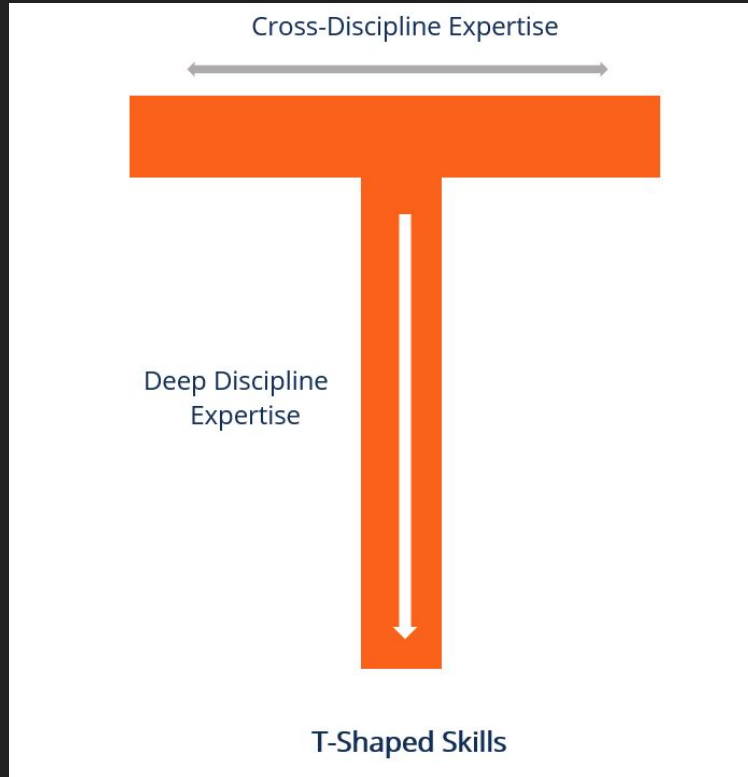 Cross-Discipline Expertise
Deep Discipline
Expertise
T-Shaped Skills